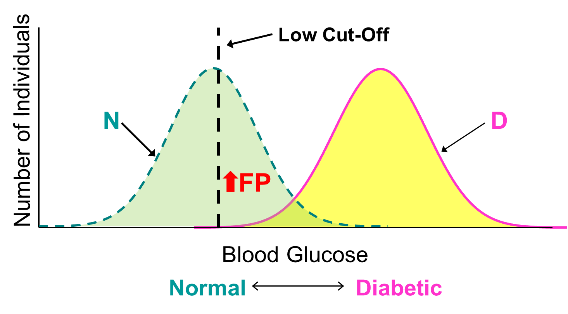 Number of Individuals
Low Cut-Off
N
D
FP
Blood Glucose
Normal
Diabetic